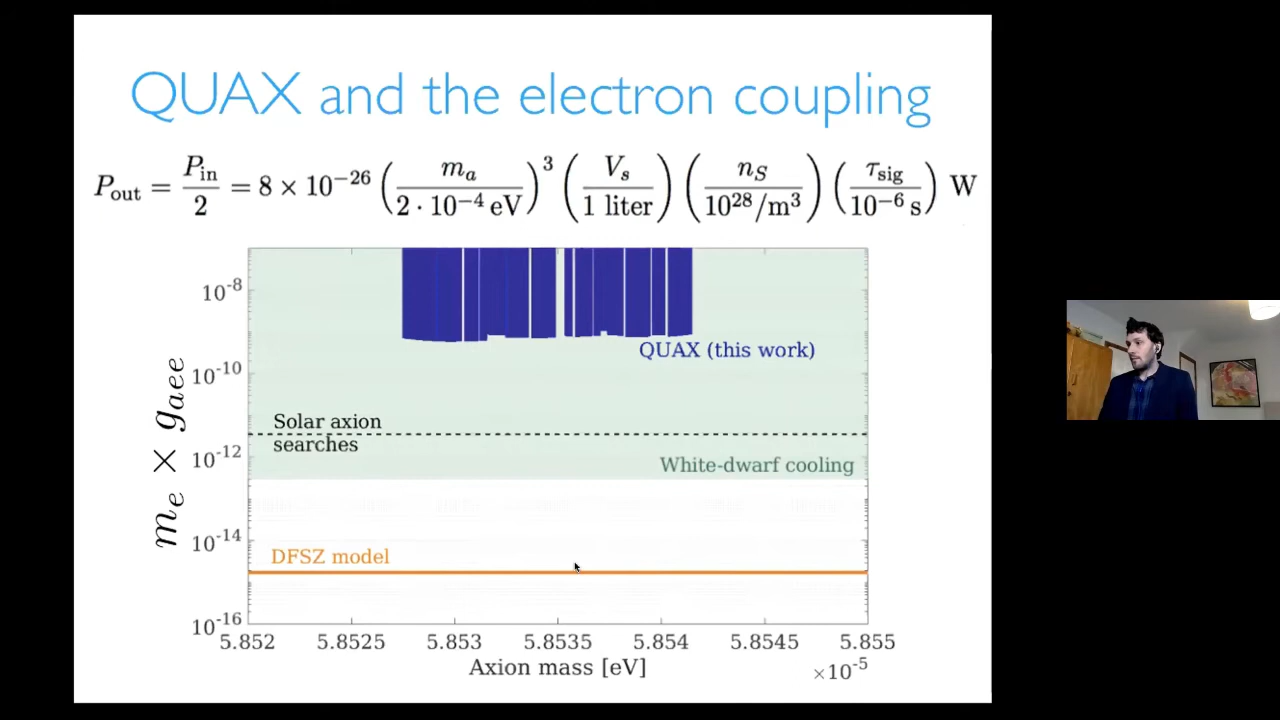 QUAX and the electron coupling
P_out = P_in/2 = 8 × 10^-26 (m_a/2 · 10^-4 eV)^3 (V_s/1 liter) (n_S/10^28/m^3) (τ_sig/10^-6 s) W
10^-8
QUAX (this work)
10^-10
Solar axion
searches
10^-12
White-dwarf cooling
10^-14
DFSZ model
10^-16
m_e × g_aee
5.852 5.8525 5.853 5.8535 5.854 5.8545 5.855
Axion mass [eV]
×10^-5